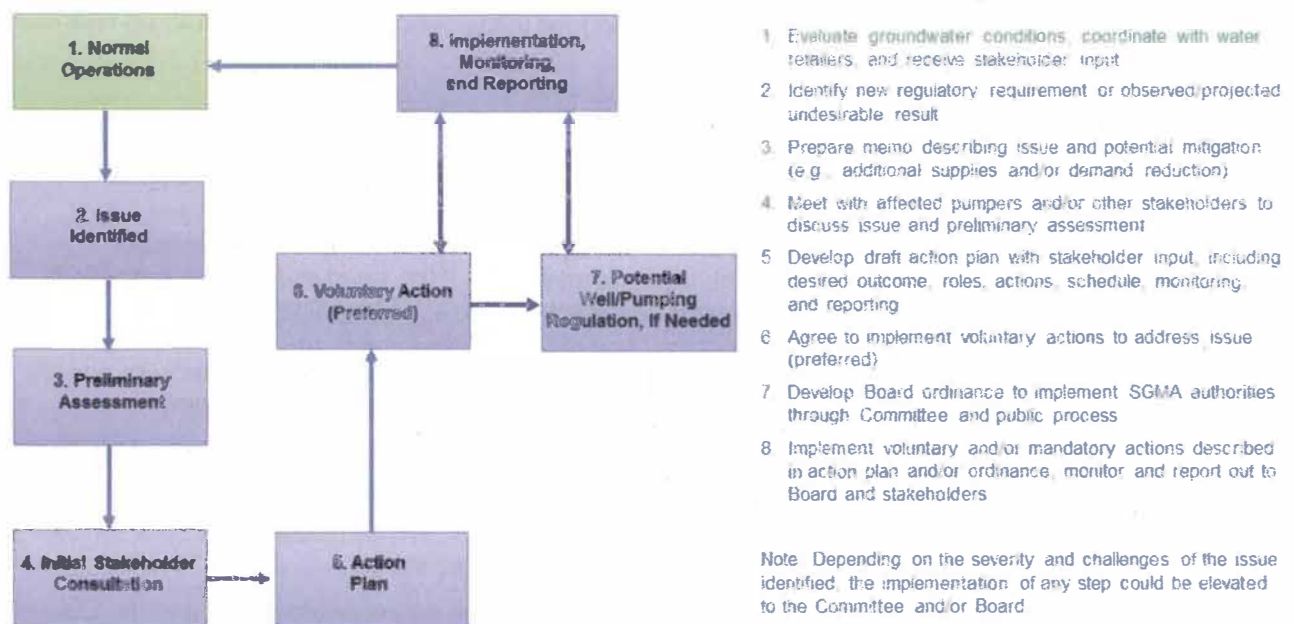 1. Normal
Operations
8. Implementation,
Monitoring,
and Reporting
2. Issue
Identified
6. Voluntary Action
(Preferred)
7. Potential
Well/Pumping
Regulation, If Needed
3. Preliminary
Assessment
4. Initial Stakeholder
Consultation
5. Action
Plan
1 Evaluate groundwater conditions, coordinate with water
retailers, and receive stakeholder input
2 Identify new regulatory requirement or observed/projected
undesirable result
3. Prepare memo describing issue and potential mitigation
(e.g., additional supplies and/or demand reduction)
4. Meet with affected pumpers and/or other stakeholders to
discuss issue and preliminary assessment
5 Develop draft action plan with stakeholder input, including
desired outcome, roles, actions, schedule, monitoring
and reporting
6 Agree to implement voluntary actions to address issue
(preferred)
7 Develop Board ordinance to implement SGMA authorities
through Committee and public process
8 Implement voluntary and/or mandatory actions described
in action plan and/or ordinance, monitor and report out to
Board and stakeholders
Note Depending on the severity and challenges of the issue
identified, the implementation of any step could be elevated
to the Committee and/or Board